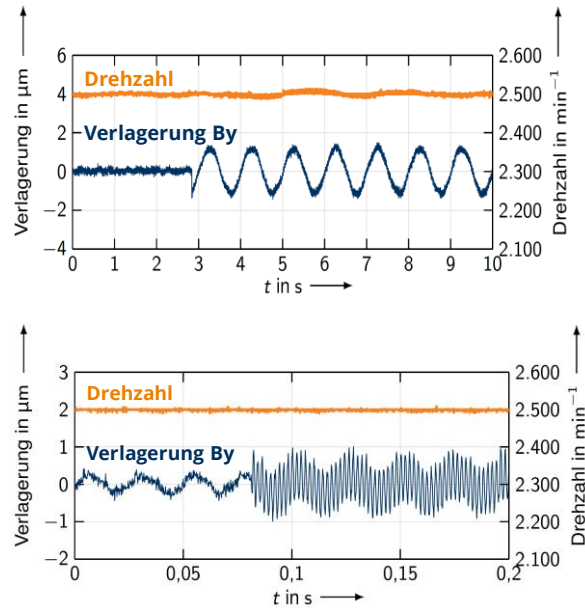 Verlagerung in µm
6
4
2
0
−2
−4
Drehzahl
Verlagerung By
2.600
2.500
2.400
2.350
2.300
2.200
2.100
Drehzahl in min⁻¹
0 1 2 3 4 5 6 7 8 9 10
t in s
Verlagerung in µm
3
2
1
0
−1
−2
Drehzahl
Verlagerung By
2.600
2.500
2.400
2.300
2.200
2.100
Drehzahl in min⁻¹
0 0,05 0,1 0,15 0,2
t in s